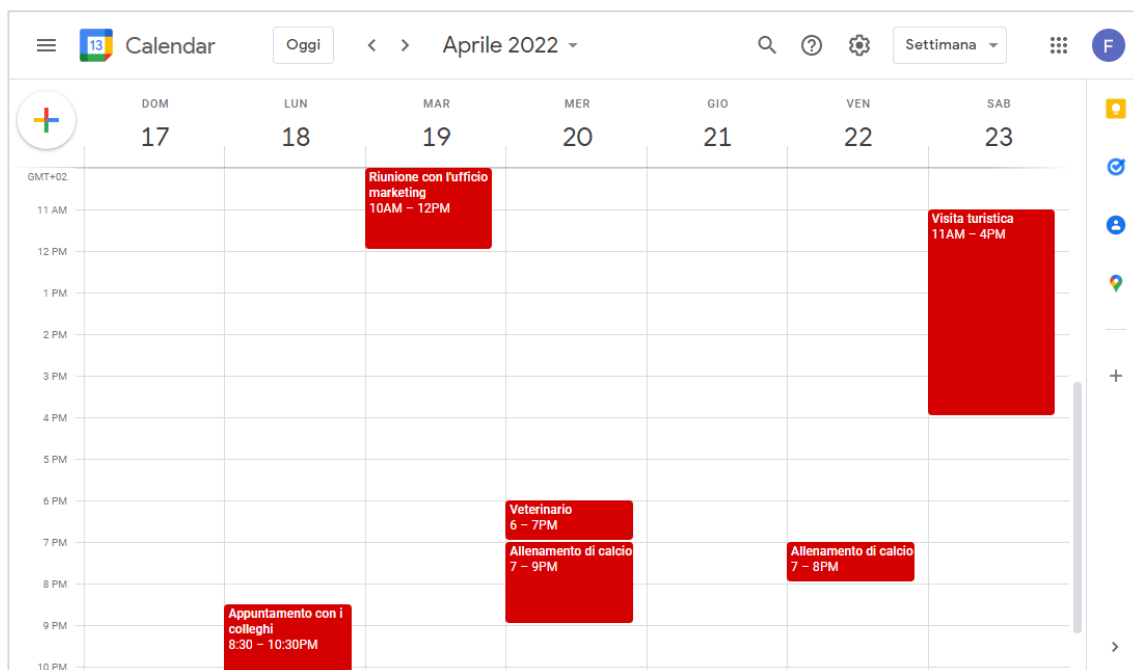 13 Calendar Oggi Aprile 2022 Settimana F
DOM LUN MAR MER GIO VEN SAB
17 18 19 20 21 22 23
GMT+02
Riunione con l'ufficio
marketing
10AM – 12PM
11 AM
Visita turistica
11AM – 4PM
12 PM
1 PM
2 PM
3 PM
4 PM
5 PM
6 PM
Veterinario
6 – 7PM
7 PM
Allenamento di calcio
7 – 9PM
Allenamento di calcio
7 – 8PM
8 PM
Appuntamento con i
colleghi
8:30 – 10:30PM
9 PM
10 PM